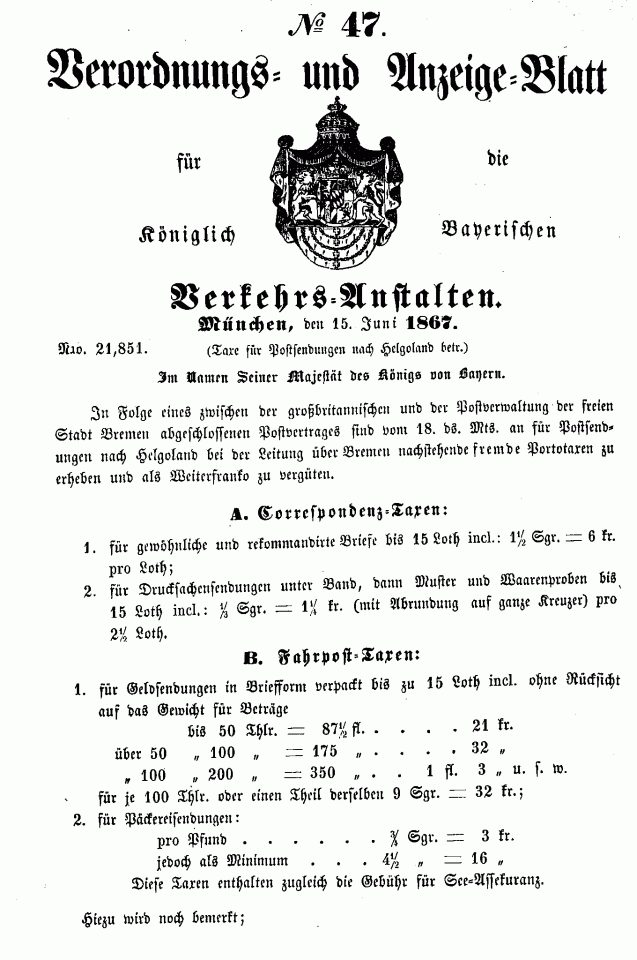 № 47.
Verordnungs- und Anzeige-Blatt
für die
Königlich Bayerischen
Verkehrs-Anstalten.
München, den 15. Juni 1867.
Nro. 21,851. (Taxe für Postsendungen nach Helgoland betr.)
Im Namen Seiner Majestät des Königs von Bayern.
In Folge eines zwischen der großbritannischen und der Postverwaltung der freien
Stadt Bremen abgeschlossenen Postvertrages sind vom 18. ds. Mts. an für Postsend-
ungen nach Helgoland bei der Leitung über Bremen nachstehende fremde Portotaxen zu
erheben und als Weiterfranko zu vergüten.
A. Correspondenz-Taxen:
1. für gewöhnliche und rekommandirte Briefe bis 15 Loth incl.: 1½ Sgr. = 6 kr.
pro Loth;
2. für Drucksachensendungen unter Band, dann Muster und Waarenproben bis
15 Loth incl.: ⅓ Sgr. = 1¼ kr. (mit Abrundung auf ganze Kreuzer) pro
2½ Loth.
B. Fahrpost-Taxen:
1. für Geldsendungen in Briefform verpackt bis zu 15 Loth incl. ohne Rücksicht
auf das Gewicht für Beträge
bis 50 Thlr. = 87½ fl. . . . . 21 kr.
über 50 „ 100 „ = 175 „ . . . . 32 „
„ 100 „ 200 „ = 350 „ . . 1 fl. 3 „ u. s. w.
für je 100 Thlr. oder einen Theil derselben 9 Sgr. = 32 kr.;
2. für Päckereisendungen:
pro Pfund . . . . . . ¾ Sgr. = 3 kr.
jedoch als Minimum . . . 4½ „ = 16 „
Diese Taxen enthalten zugleich die Gebühr für See-Assekuranz.
Hiezu wird noch bemerkt;